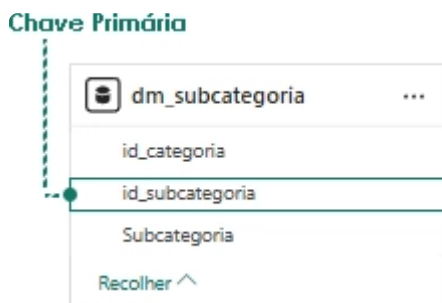 Chave Primária
dm_subcategoria ...
id_categoria
id_subcategoria
Subcategoria
Recolher